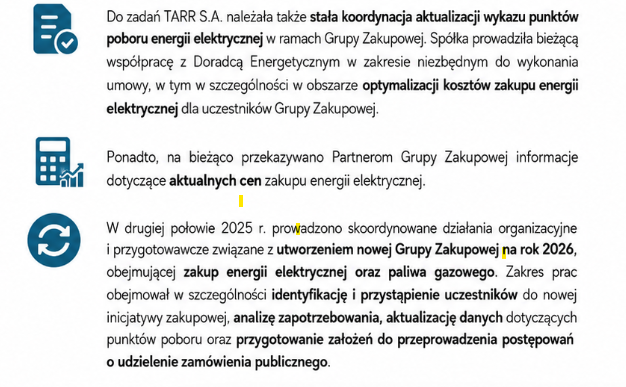 Do zadań TARR S.A. należała także stała koordynacja aktualizacji wykazu punktów
poboru energii elektrycznej w ramach Grupy Zakupowej. Spółka prowadziła bieżącą
współpracę z Doradcą Energetycznym w zakresie niezbędnym do wykonania
umowy, w tym w szczególności w obszarze optymalizacji kosztów zakupu energii
elektrycznej dla uczestników Grupy Zakupowej.
Ponadto, na bieżąco przekazywano Partnerom Grupy Zakupowej informacje
dotyczące aktualnych cen zakupu energii elektrycznej.
W drugiej połowie 2025 r. prowadzono skoordynowane działania organizacyjne
i przygotowawcze związane z utworzeniem nowej Grupy Zakupowej na rok 2026,
obejmującej zakup energii elektrycznej oraz paliwa gazowego. Zakres prac
obejmował w szczególności identyfikację i przystąpienie uczestników do nowej
inicjatywy zakupowej, analizę zapotrzebowania, aktualizację danych dotyczących
punktów poboru oraz przygotowanie założeń do przeprowadzenia postępowań
o udzielenie zamówienia publicznego.